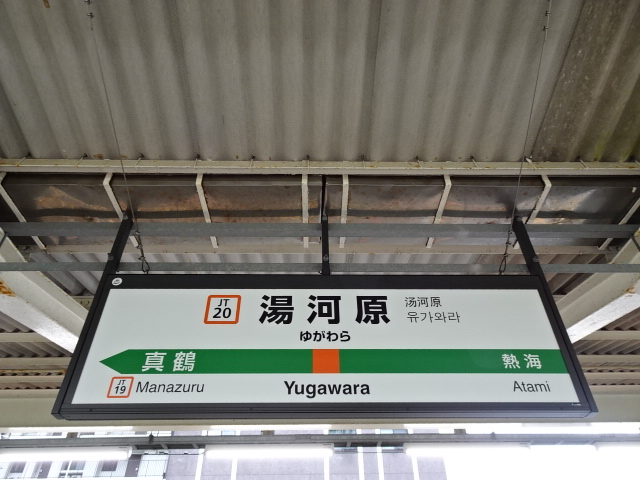 JT
20
湯河原
汤河原
유가와라
ゆがわら
真鶴
熱海
JT
19
Manazuru
Yugawara
Atami